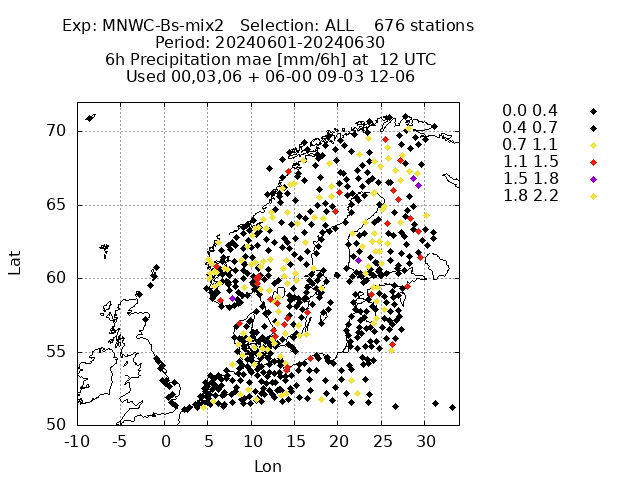 Exp: MNWC-Bs-mix2   Selection: ALL    676 stations
Period: 20240601-20240630
6h Precipitation mae [mm/6h] at  12 UTC
Used 00,03,06 + 06-00 09-03 12-06
0.0 0.4
0.4 0.7
0.7 1.1
1.1 1.5
1.5 1.8
1.8 2.2
70
65
60
55
50
Lat
-10 -5 0 5 10 15 20 25 30
Lon